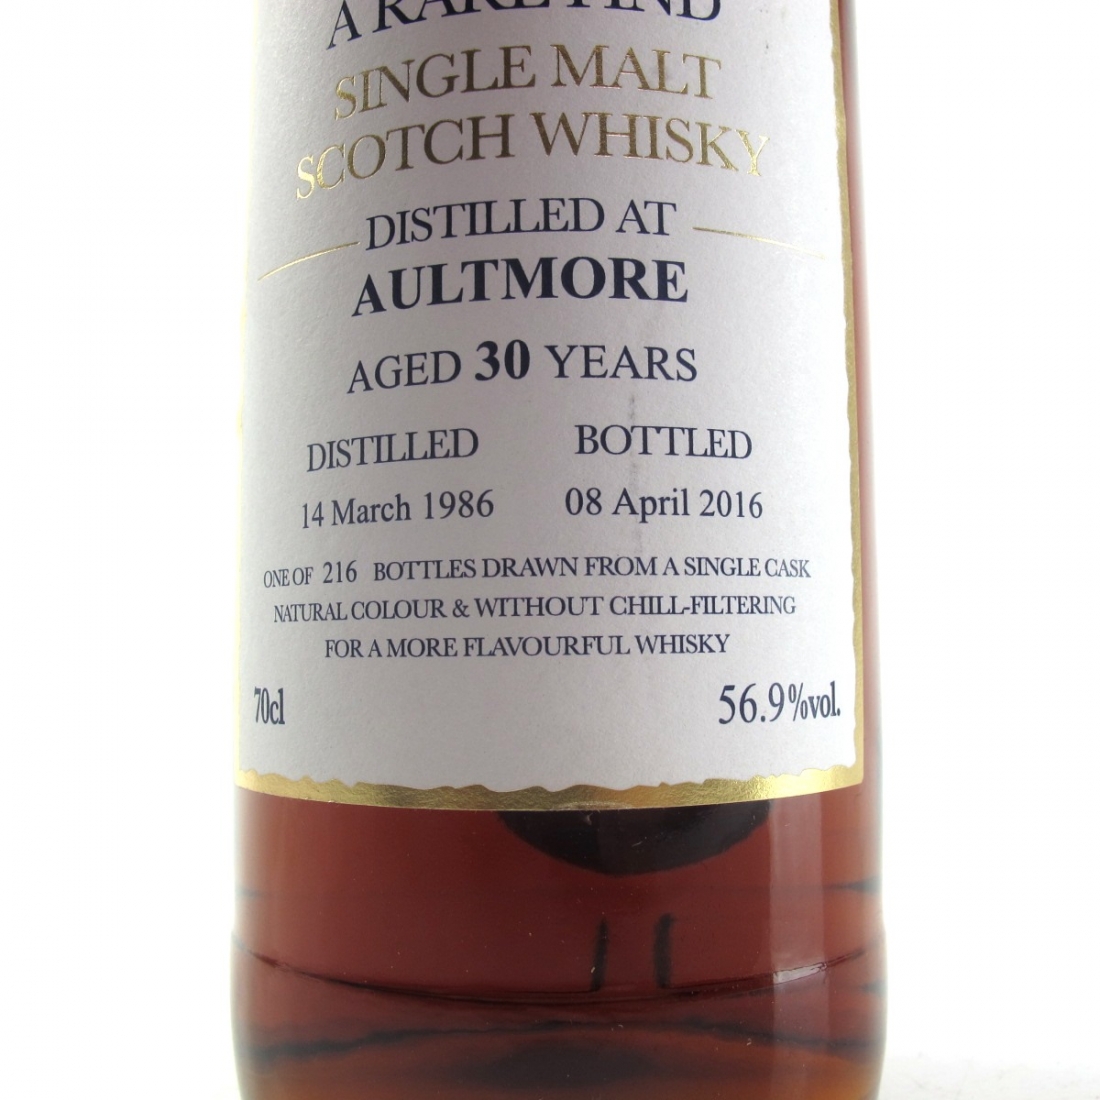 A RARE FIND
SINGLE MALT
SCOTCH WHISKY
DISTILLED AT
AULTMORE
AGED 30 YEARS
DISTILLED BOTTLED
14 March 1986 08 April 2016
ONE OF 216 BOTTLES DRAWN FROM A SINGLE CASK
NATURAL COLOUR & WITHOUT CHILL-FILTERING
FOR A MORE FLAVOURFUL WHISKY
70cl 56.9%vol.